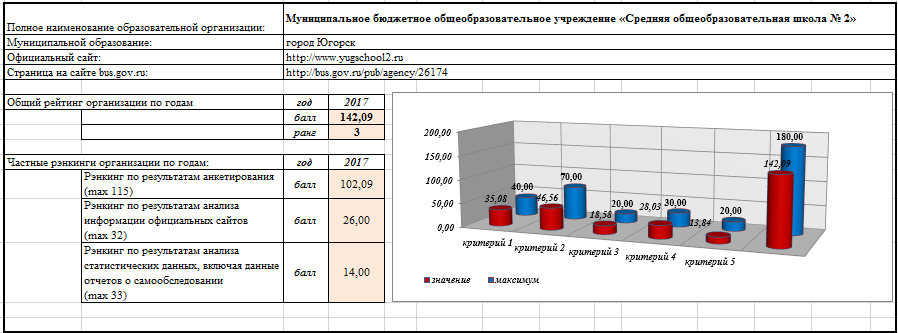 Полное наименование образовательной организации: Муниципальное бюджетное общеобразовательное учреждение «Средняя общеобразовательная школа № 2»
Муниципальной образование: город Югорск
Официальный сайт: http://www.yugschool2.ru
Страница на сайте bus.gov.ru: http://bus.gov.ru/pub/agency/26174
Общий рейтинг организации по годам год 2017
балл 142,09
ранг 3
Частные рэнкинги организации по годам: год 2017
Рэнкинг по результатам анкетирования
(max 115) балл 102,09
Рэнкинг по результатам анализа
информации официальных сайтов балл 26,00
(max 32)
Рэнкинг по результатам анализа
статистических данных, включая данные
отчетов о самообследовании балл 14,00
(max 33)
200,00
150,00
100,00
50,00
0,00
35,08 40,00
46,56 70,00
18,58 20,00
28,03 30,00
13,84 20,00
142,09 180,00
критерий 1
критерий 2
критерий 3
критерий 4
критерий 5
значение максимум